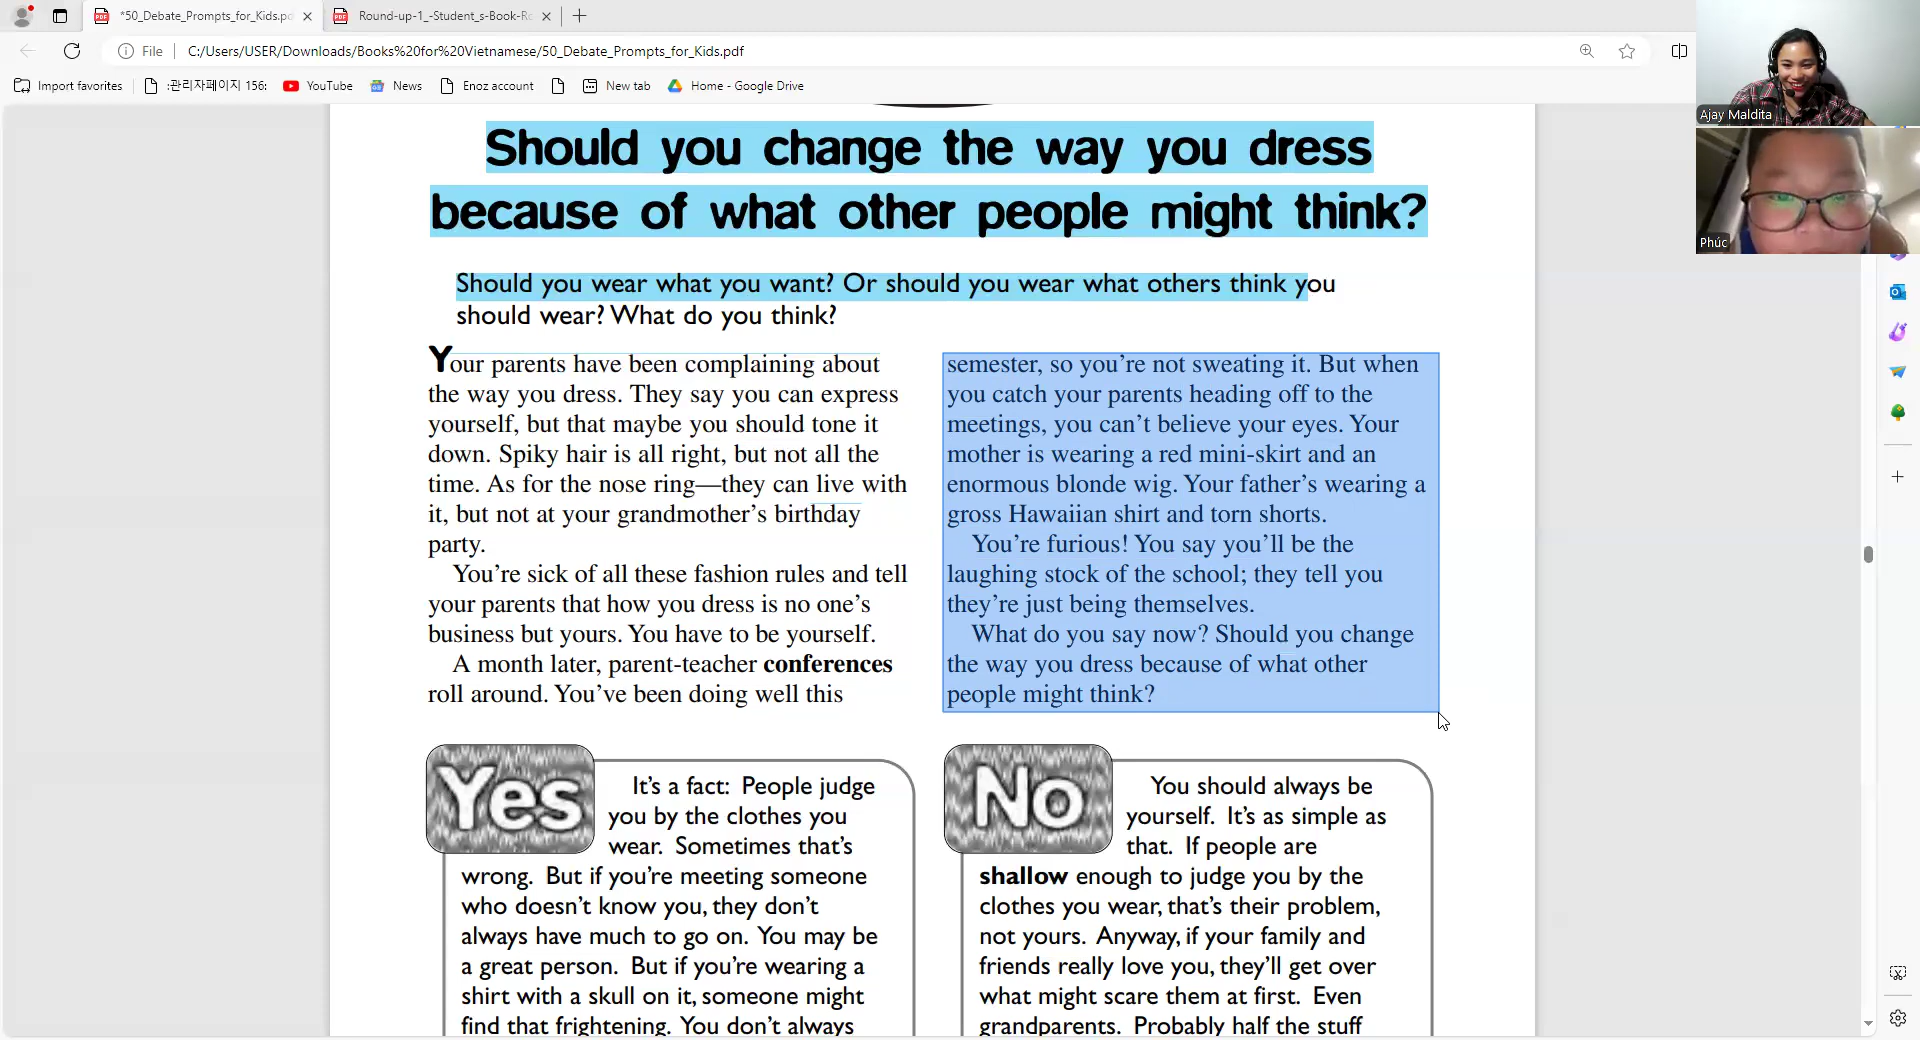 *50_Debate_Prompts_for_Kids.pd
Round-up-1_-Student_s-Book-Ro
File
C:/Users/USER/Downloads/Books%20for%20Vietnamese/50_Debate_Prompts_for_Kids.pdf
Import favorites
:관리자페이지 156:
YouTube
News
Enoz account
New tab
Home - Google Drive
Ajay Maldita
Phúc
Should you change the way you dress
because of what other people might think?
Should you wear what you want? Or should you wear what others think you
should wear? What do you think?
Your parents have been complaining about
the way you dress. They say you can express
yourself, but that maybe you should tone it
down. Spiky hair is all right, but not all the
time. As for the nose ring—they can live with
it, but not at your grandmother’s birthday
party.
You’re sick of all these fashion rules and tell
your parents that how you dress is no one’s
business but yours. You have to be yourself.
A month later, parent-teacher conferences
roll around. You’ve been doing well this
semester, so you’re not sweating it. But when
you catch your parents heading off to the
meetings, you can’t believe your eyes. Your
mother is wearing a red mini-skirt and an
enormous blonde wig. Your father’s wearing a
gross Hawaiian shirt and torn shorts.
You’re furious! You say you’ll be the
laughing stock of the school; they tell you
they’re just being themselves.
What do you say now? Should you change
the way you dress because of what other
people might think?
Yes
It’s a fact: People judge
you by the clothes you
wear. Sometimes that’s
wrong. But if you’re meeting someone
who doesn’t know you, they don’t
always have much to go on. You may be
a great person. But if you’re wearing a
shirt with a skull on it, someone might
find that frightening. You don’t always
No
You should always be
yourself. It’s as simple as
that. If people are
shallow enough to judge you by the
clothes you wear, that’s their problem,
not yours. Anyway, if your family and
friends really love you, they’ll get over
what might scare them at first. Even
grandparents. Probably half the stuff